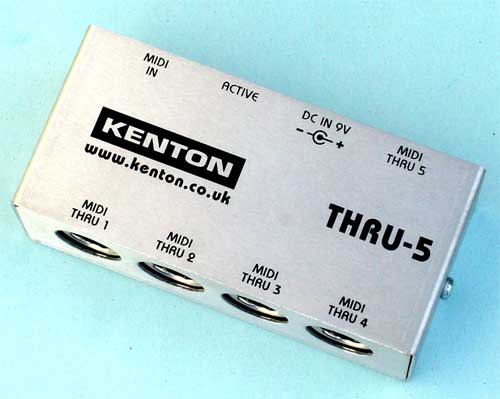 MIDI
IN
ACTIVE
DC IN 9V
- +
MIDI
THRU 5
KENTON
www.kenton.co.uk
THRU-5
MIDI
THRU 1
MIDI
THRU 2
MIDI
THRU 3
MIDI
THRU 4